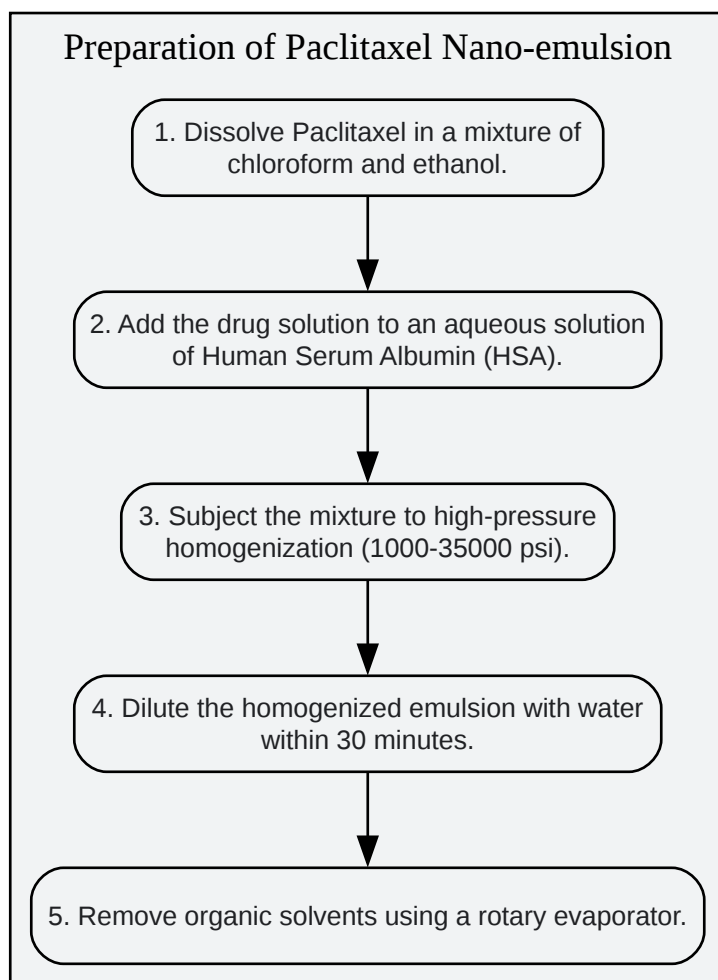 Preparation of Paclitaxel Nano-emulsion
1. Dissolve Paclitaxel in a mixture of
chloroform and ethanol.
2. Add the drug solution to an aqueous solution
of Human Serum Albumin (HSA).
3. Subject the mixture to high-pressure
homogenization (1000-35000 psi).
4. Dilute the homogenized emulsion with water
within 30 minutes.
5. Remove organic solvents using a rotary evaporator.